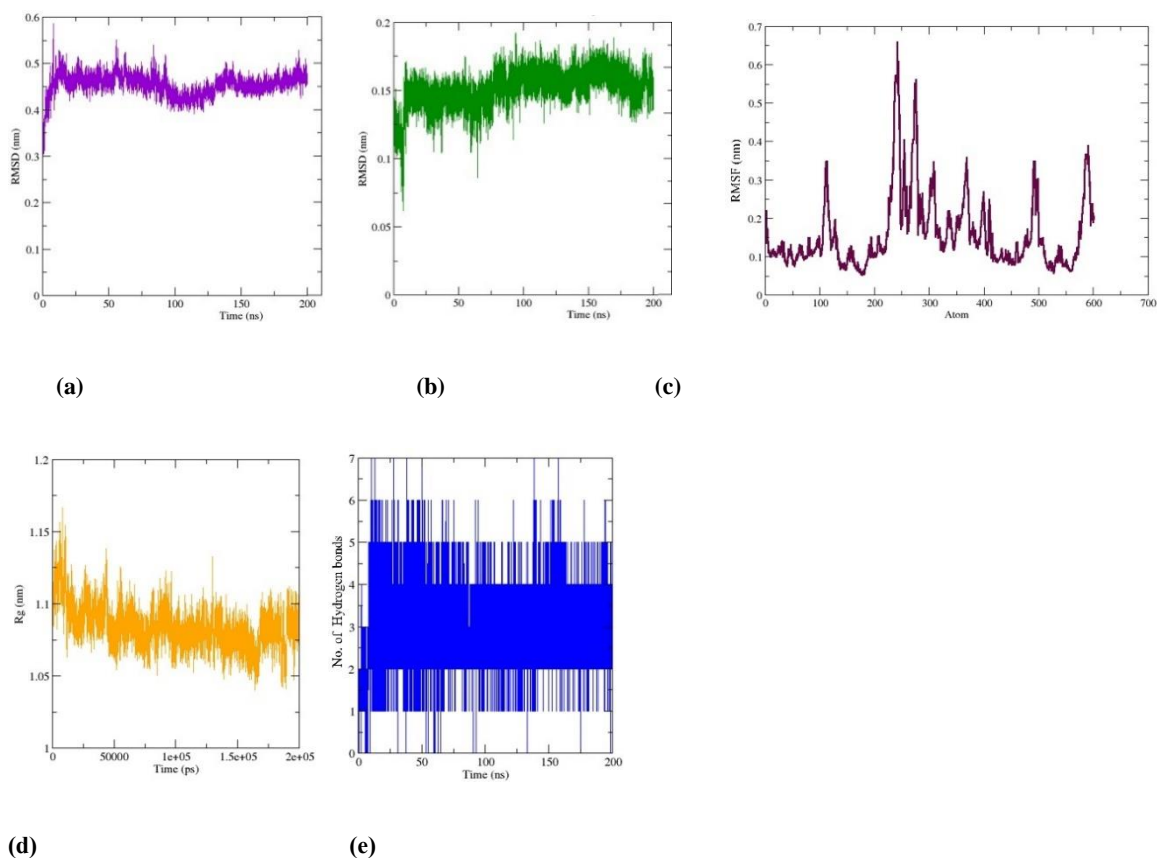 0.6
0.5
0.4
0.3
0.2
0.1
0
RMSD (nm)
0 50 100 150 200
Time (ns)
0.2
0.15
0.1
0.05
0
RMSD (nm)
0 50 100 150 200
Time (ns)
0.7
0.6
0.5
0.4
0.3
0.2
0.1
0
RMSF (nm)
0 100 200 300 400 500 600 700
Atom
(a) (b) (c)
1.2
1.15
1.10
1.05
1
Rg (nm)
0 50000 1e+05 1.5e+05 2e+05
Time (ps)
7
6
5
4
3
2
1
0
No. of Hydrogen bonds
0 50 100 150 200
Time (ns)
(d) (e)